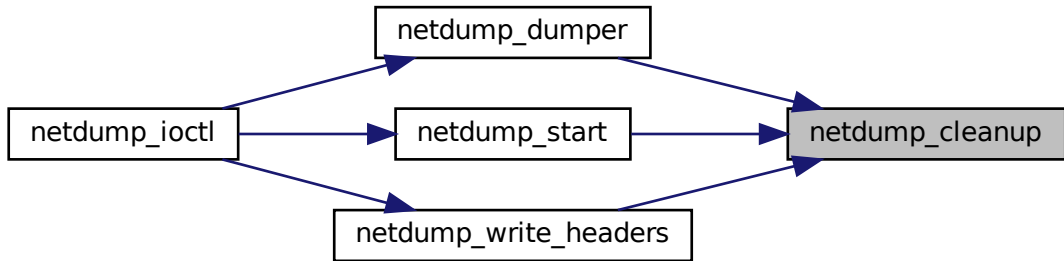 netdump_dumper
netdump_ioctl
netdump_start
netdump_cleanup
netdump_write_headers